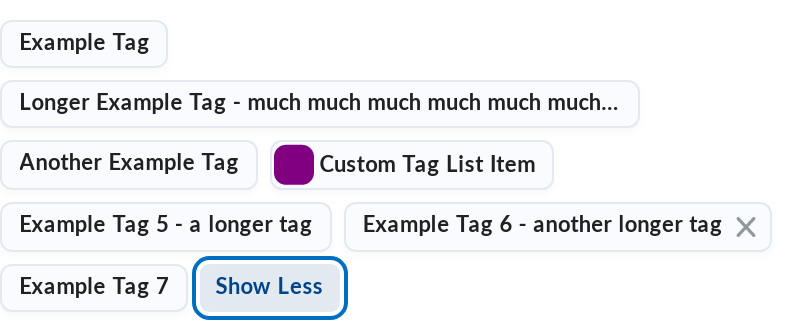 Example Tag
Longer Example Tag - much much much much much much...
Another Example Tag Custom Tag List Item
Example Tag 5 - a longer tag Example Tag 6 - another longer tag
Example Tag 7 Show Less